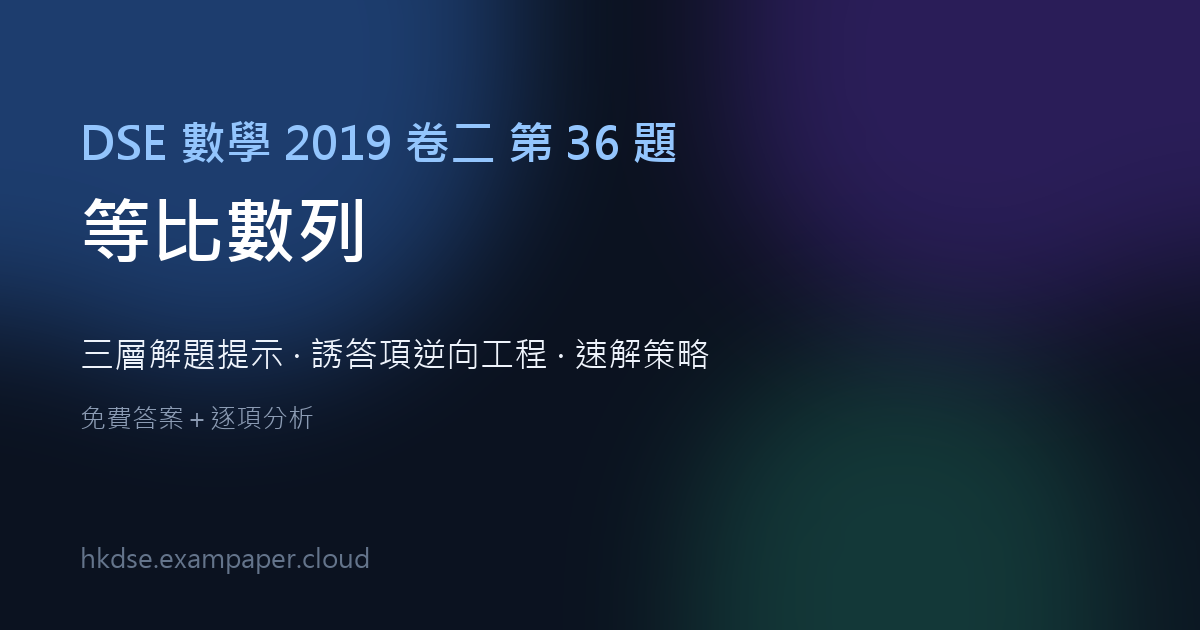 DSE 數學 2019 卷二 第 36 題
等比數列
三層解題提示 · 誘答項逆向工程 · 速解策略
免費答案 + 逐項分析
hkdse.exampaper.cloud